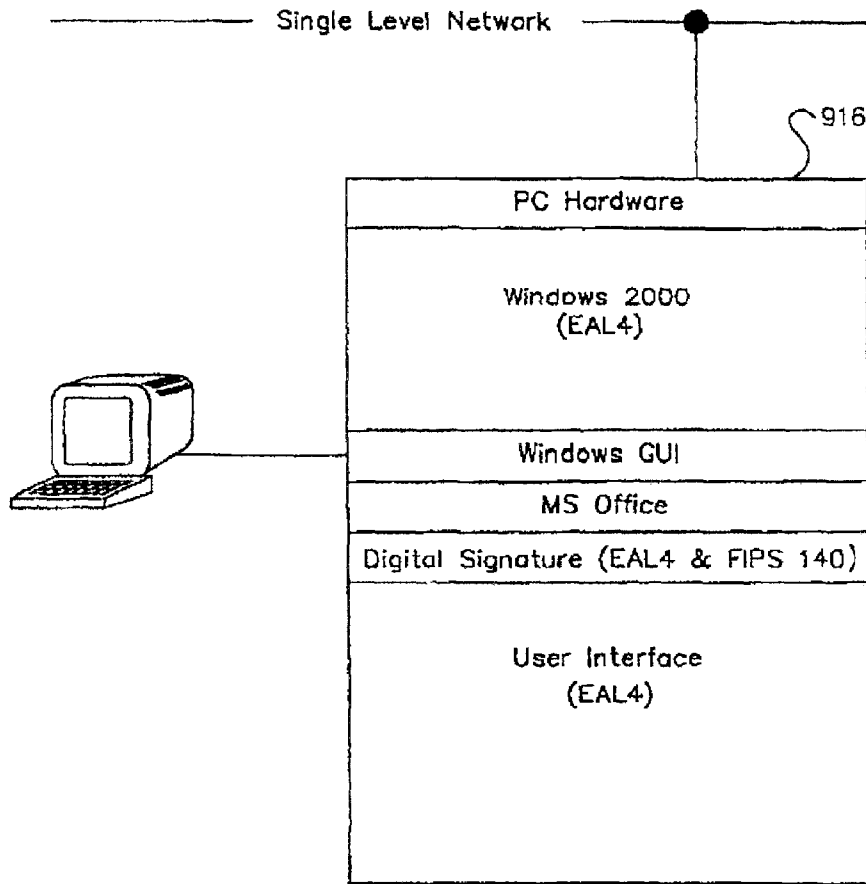 Single Level Network
916
PC Hardware
Windows 2000
(EAL4)
Windows GUI
MS Office
Digital Signature (EAL4 & FIPS 140)
User Interface
(EAL4)